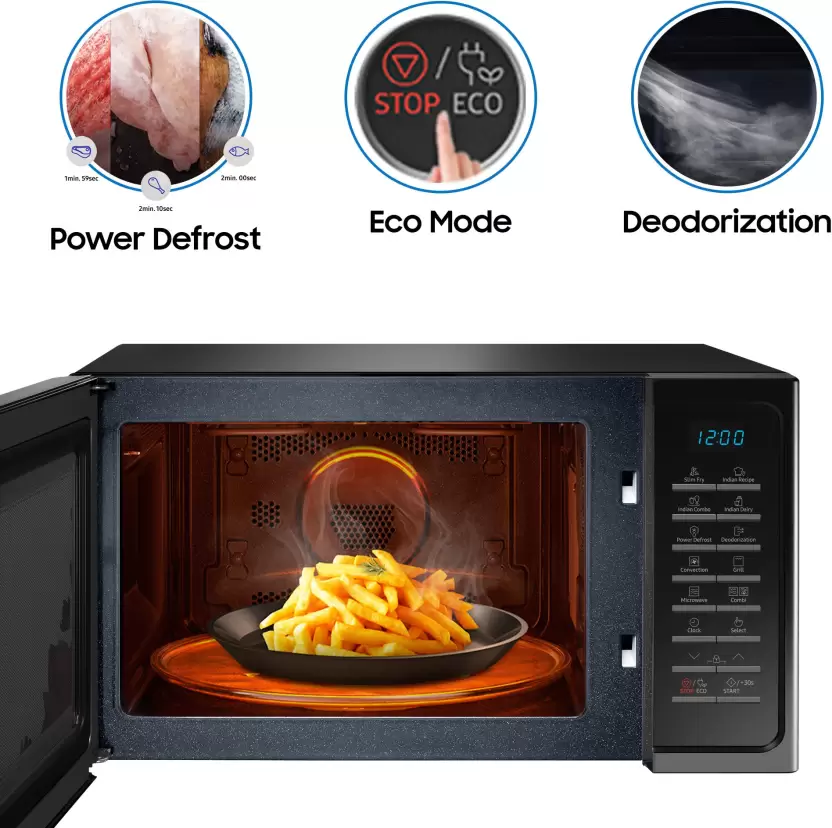 1min. 59sec
2min. 10sec
2min. 00sec
Power Defrost
STOP / ECO
Eco Mode
Deodorization
12:00
Slim Fry
Indian Recipe
Indian Combo
Indian Dairy
Power Defrost
Deodorization
Convection
Grill
Microwave
Combi
Clock
Select
STOP / ECO
/+30s
START